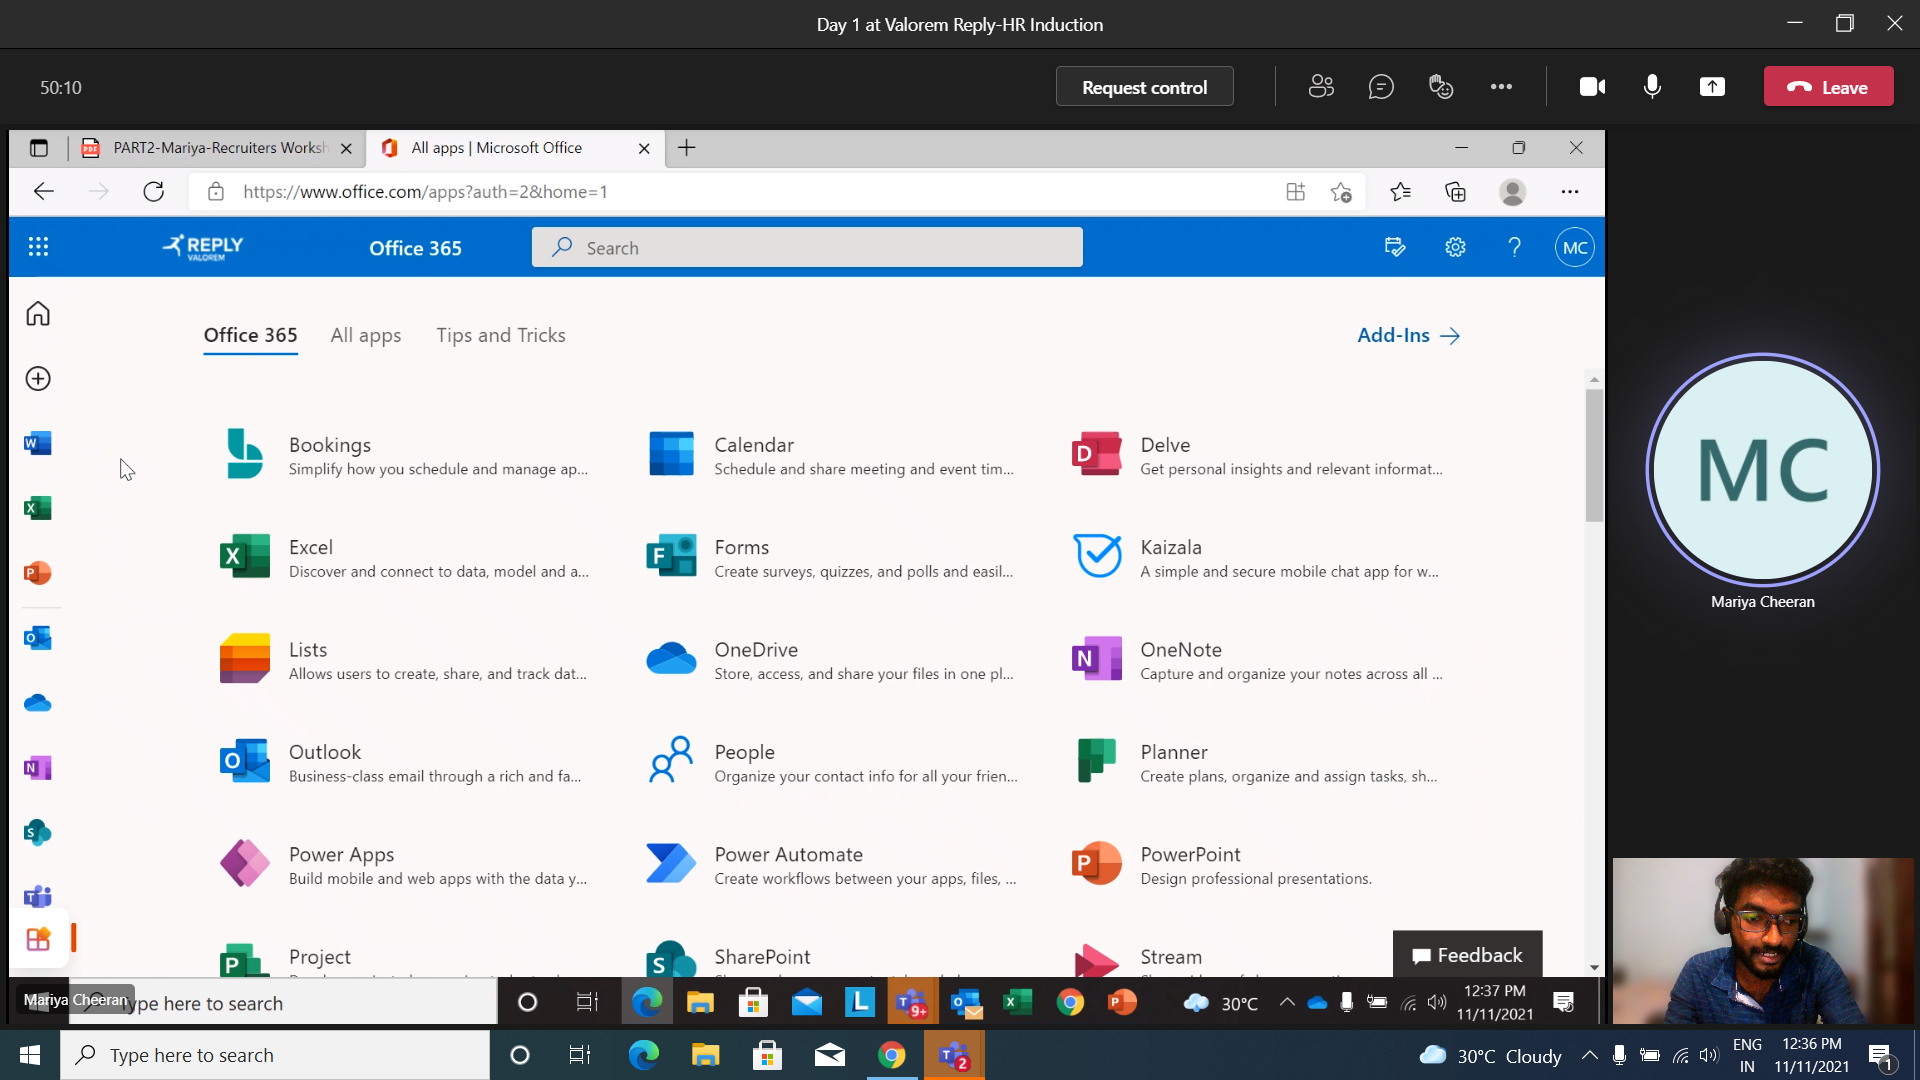 Day 1 at Valorem Reply-HR Induction
50:10
Request control
Leave
PART2-Mariya-Recruiters Worksh
All apps | Microsoft Office
https://www.office.com/apps?auth=2&home=1
REPLY
VALOREM
Office 365
Search
MC
Office 365
All apps
Tips and Tricks
Add-Ins
Bookings
Simplify how you schedule and manage ap...
Calendar
Schedule and share meeting and event tim...
Delve
Get personal insights and relevant informat...
Excel
Discover and connect to data, model and a...
Forms
Create surveys, quizzes, and polls and easil...
Kaizala
A simple and secure mobile chat app for w...
Lists
Allows users to create, share, and track dat...
OneDrive
Store, access, and share your files in one pl...
OneNote
Capture and organize your notes across all ...
Outlook
Business-class email through a rich and fa...
People
Organize your contact info for all your frien...
Planner
Create plans, organize and assign tasks, sh...
Power Apps
Build mobile and web apps with the data y...
Power Automate
Create workflows between your apps, files, ...
PowerPoint
Design professional presentations.
Project
SharePoint
Stream
Feedback
MC
Mariya Cheeran
Mariya Cheeran
ype here to search
9+
30°C
12:37 PM
11/11/2021
Type here to search
2
30°C Cloudy
ENG
IN
12:36 PM
11/11/2021
1